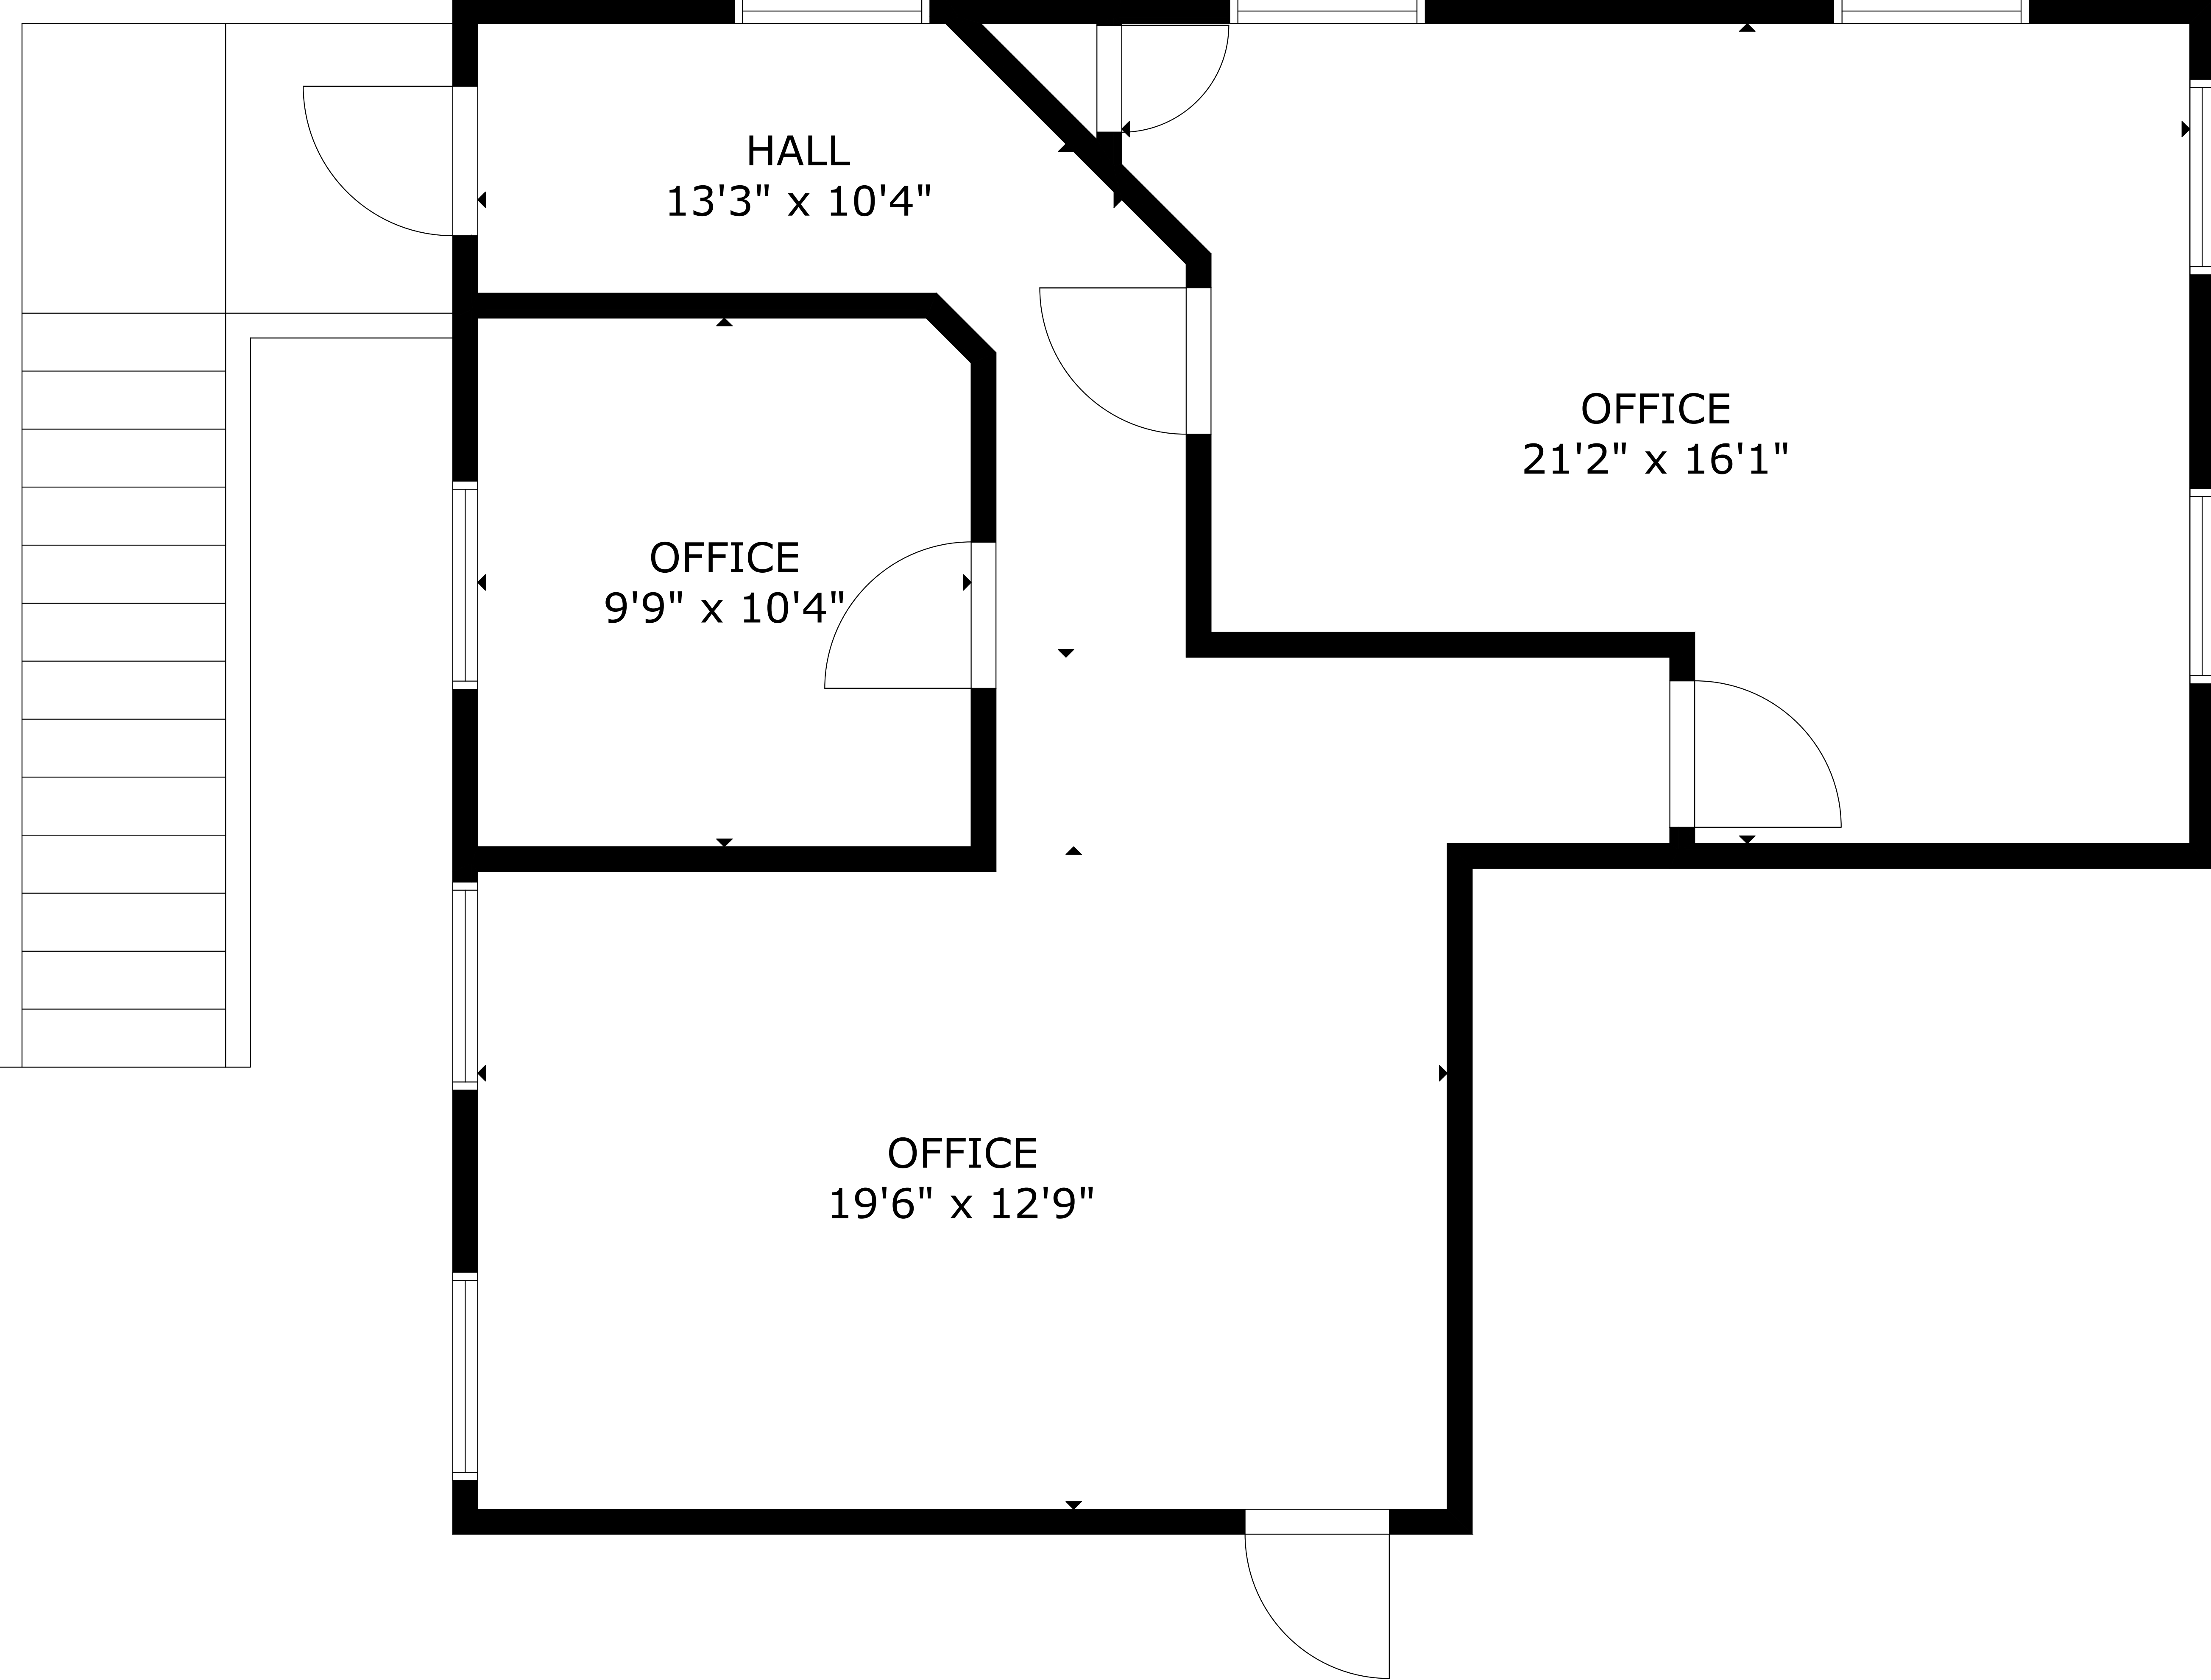 HALL
13'3" x 10'4"
OFFICE
21'2" x 16'1"
OFFICE
9'9" x 10'4"
OFFICE
19'6" x 12'9"